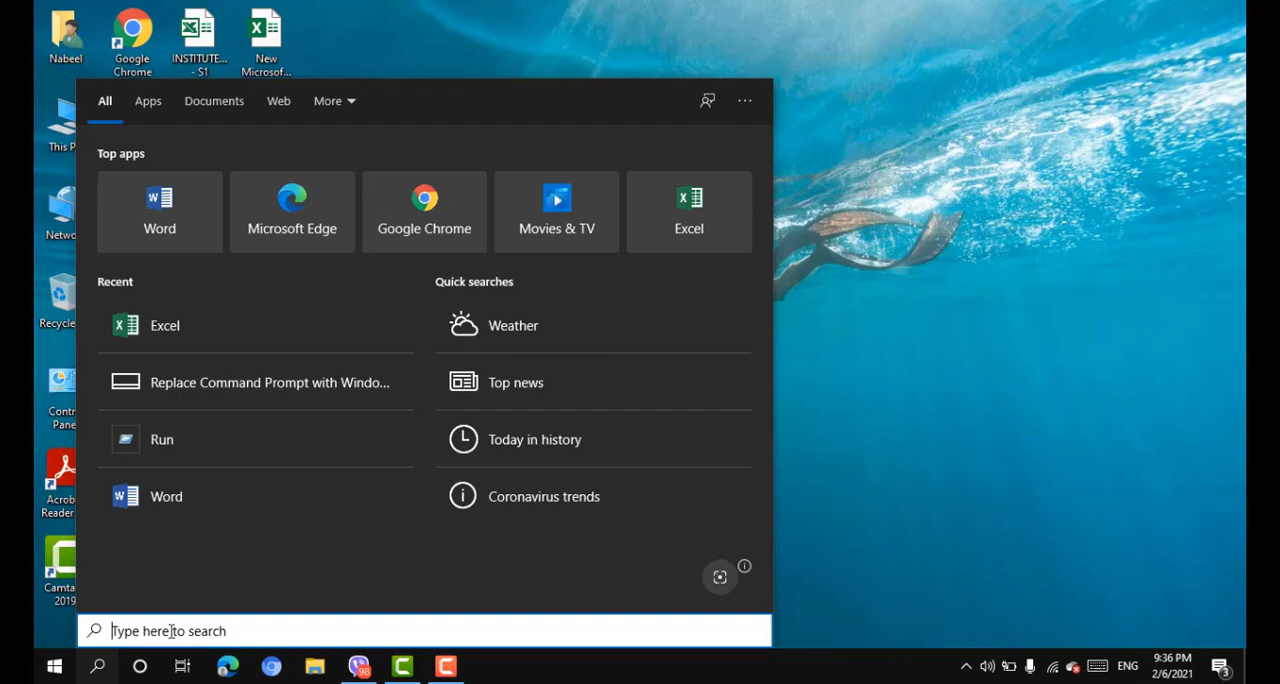 Nabeel
Google
Chrome
INSTITUTE...
- S1
New
Microsof...
This P
Netwo
Recycle
Contr
Pane
Acrob
Reader
Camta
2019
All
Apps
Documents
Web
More
Top apps
Word
Microsoft Edge
Google Chrome
Movies & TV
Excel
Recent
Quick searches
Excel
Weather
Replace Command Prompt with Windo...
Top news
Run
Today in history
Word
Coronavirus trends
Type here to search
98
ENG
9:36 PM
2/6/2021
3